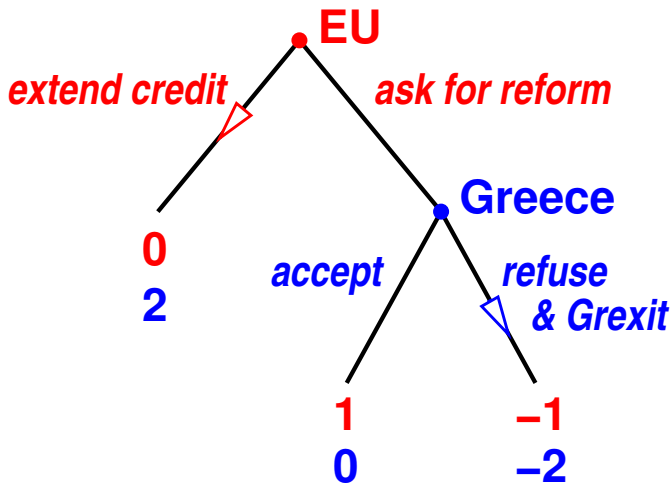 EU
extend credit
ask for reform
Greece
0
2
accept
refuse
& Grexit
1
0
−1
−2